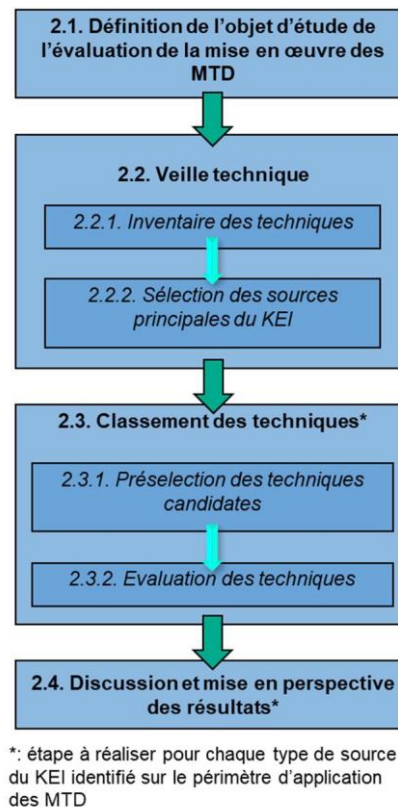 2.1. Définition de l’objet d’étude de
l’évaluation de la mise en œuvre des
MTD
2.2. Veille technique
2.2.1. Inventaire des techniques
2.2.2. Sélection des sources
principales du KEI
2.3. Classement des techniques*
2.3.1. Préselection des techniques
candidates
2.3.2. Evaluation des techniques
2.4. Discussion et mise en perspective
des résultats*
*: étape à réaliser pour chaque type de source
du KEI identifié sur le périmètre d’application
des MTD